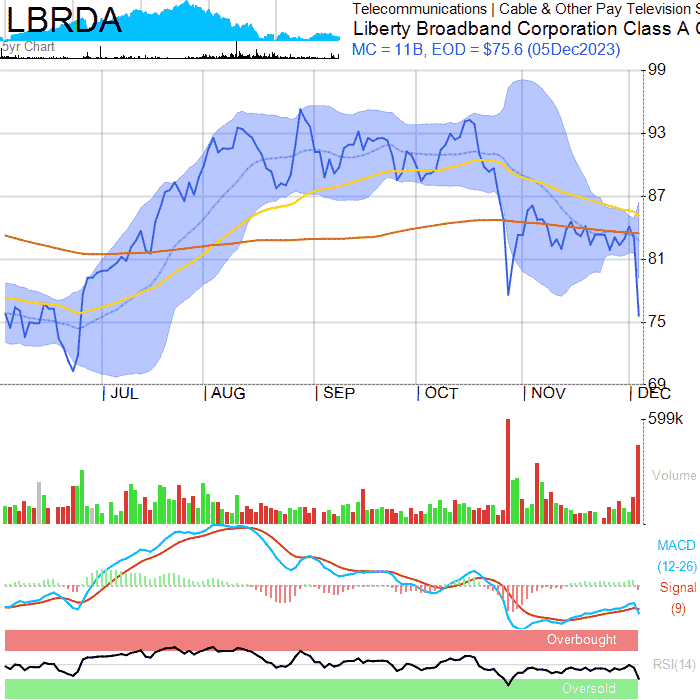 LBRDA
5yr Chart
Telecommunications | Cable & Other Pay Television S
Liberty Broadband Corporation Class A C
MC = 11B, EOD = $75.6 (05Dec2023)
99
93
87
81
75
69
| JUL | AUG | SEP | OCT | NOV | DEC
599k
Volume
MACD
(12-26)
Signal
(9)
Overbought
RSI(14)
Oversold